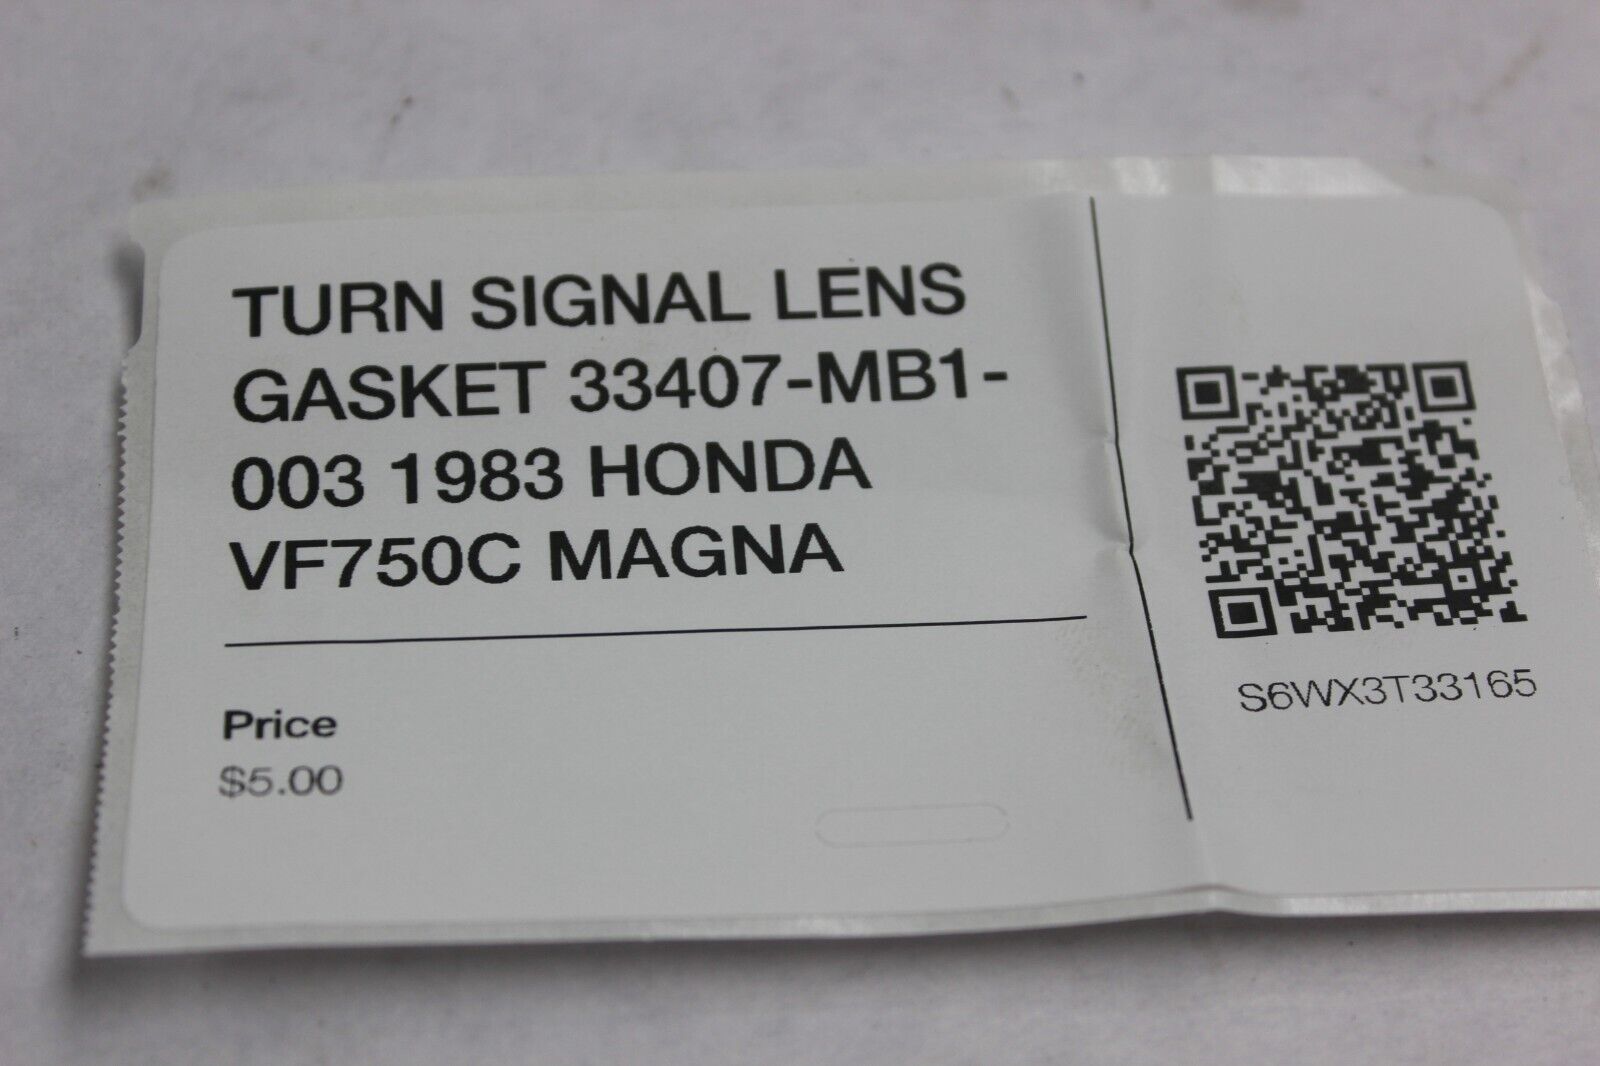 TURN SIGNAL LENS
GASKET 33407-MB1-
003 1983 HONDA
VF750C MAGNA
Price
$5.00
S6WX3T33165